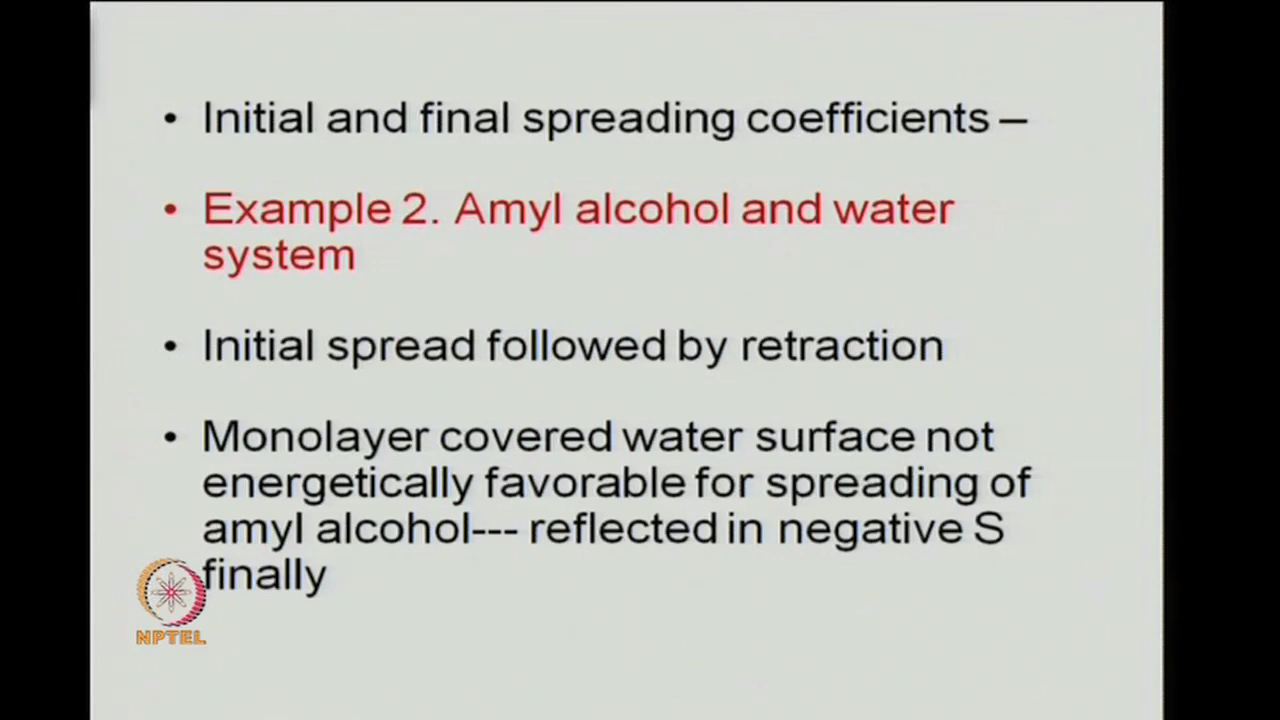 • Initial and final spreading coefficients –
• Example 2. Amyl alcohol and water
system
• Initial spread followed by retraction
• Monolayer covered water surface not
energetically favorable for spreading of
amyl alcohol--- reflected in negative S
finally
NPTEL